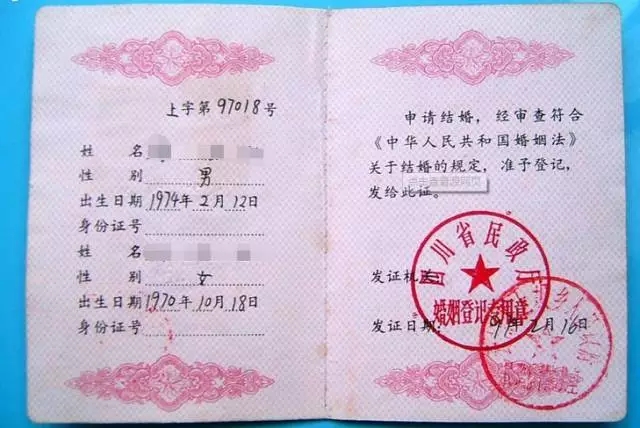 上字第97018号
姓 名
性 别 男
出生日期 1974年2月12日
身份证号
姓 名
性 别 女
出生日期 1970年10月18日
身份证号
申请结婚，经审查符合
《中华人民共和国婚姻法》
关于结婚的规定，准予登记，
发给此证。
发证机关
四川省民政厅
婚姻登记专用章
发证日期： 97年2月16日